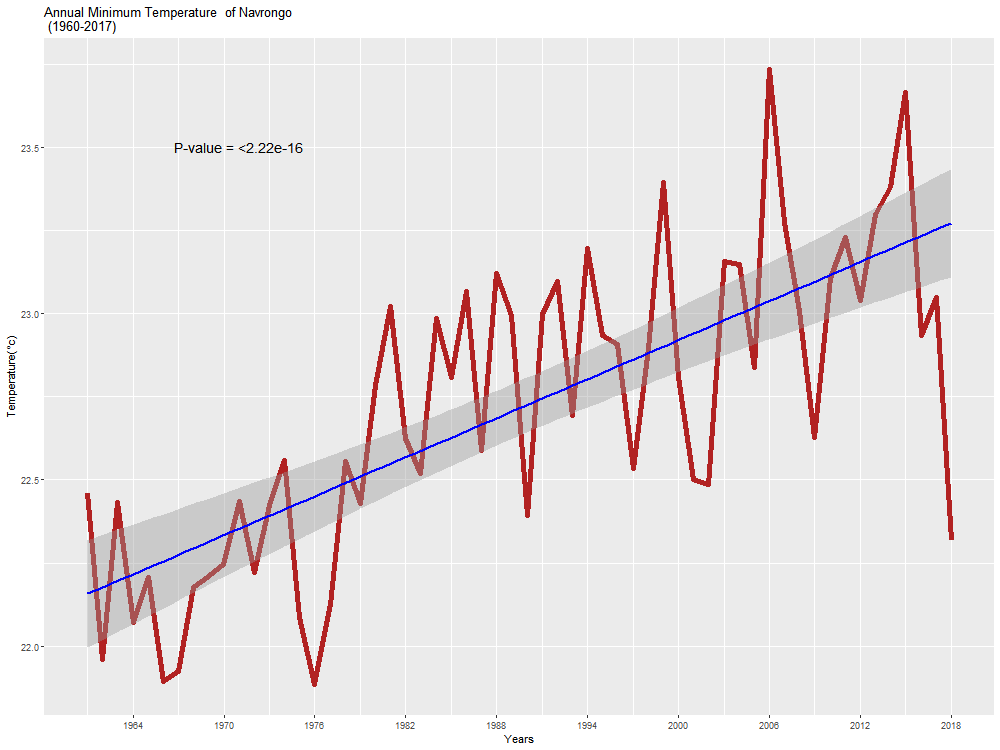 Annual Minimum Temperature  of Navrongo
(1960-2017)
P-value = <2.22e-16
23.5
23.0
22.5
22.0
Temperature(°c)
1964 1970 1976 1982 1988 1994 2000 2006 2012 2018
Years